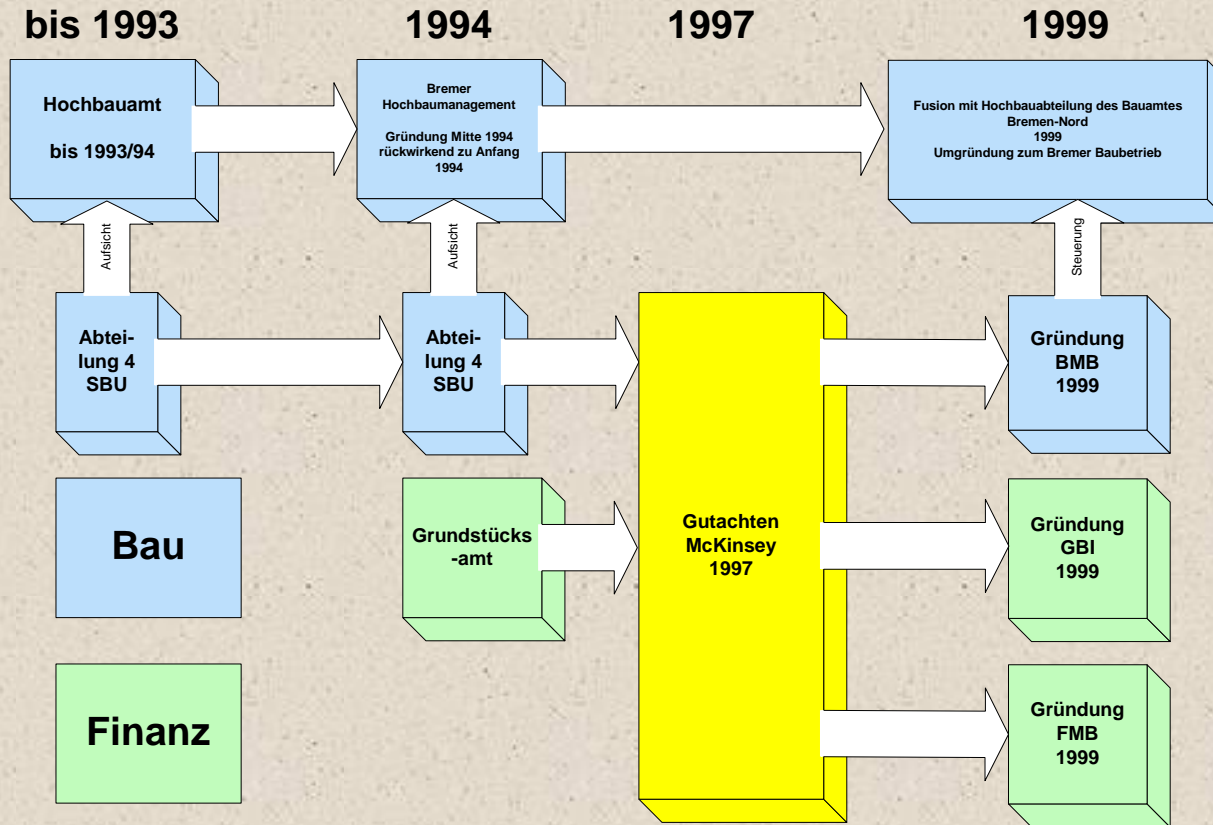 bis 1993
1994
1997
1999
Hochbauamt
bis 1993/94
Bremer
Hochbaumanagement
Gründung Mitte 1994
rückwirkend zu Anfang
1994
Fusion mit Hochbauabteilung des Bauamtes
Bremen-Nord
1999
Umgründung zum Bremer Baubetrieb
Aufsicht
Aufsicht
Steuerung
Abtei-
lung 4
SBU
Abtei-
lung 4
SBU
Gründung
BMB
1999
Bau
Grundstücks
-amt
Gutachten
McKinsey
1997
Gründung
GBI
1999
Finanz
Gründung
FMB
1999